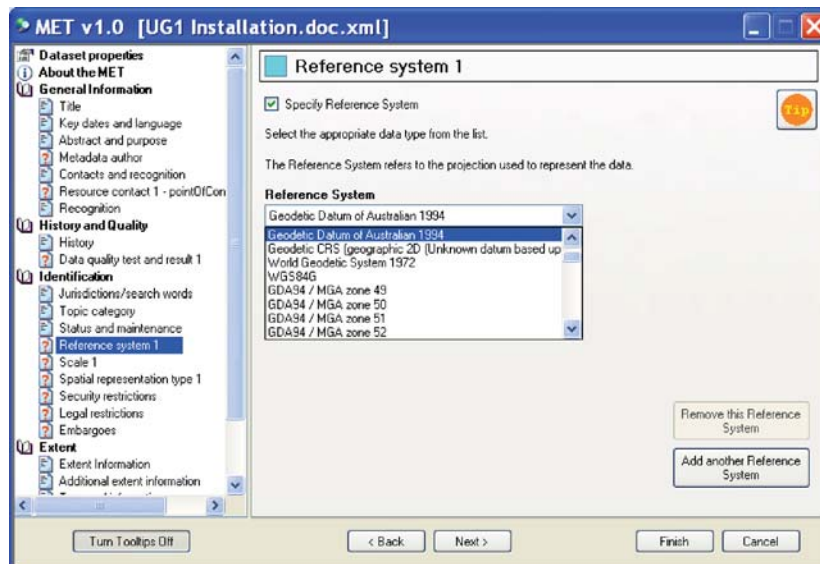 MET v1.0 [UG1 Installation.doc.xml]
Dataset properties
About the MET
General Information
Title
Key dates and language
Abstract and purpose
Metadata author
Contacts and recognition
Resource contact 1 - pointOfCon
Recognition
History and Quality
History
Data quality test and result 1
Identification
Jurisdictions/search words
Topic category
Status and maintenance
Reference system 1
Scale 1
Spatial representation type 1
Security restrictions
Legal restrictions
Embargoes
Extent
Extent Information
Additional extent information
Reference system 1
Specify Reference System
Tip
Select the appropriate data type from the list.
The Reference System refers to the projection used to represent the data.
Reference System
Geodetic Datum of Australian 1994
Geodetic Datum of Australian 1994
Geodetic CRS (geographic 2D (Unknown datum based up
World Geodetic System 1972
WGS84G
GDA94 / MGA zone 49
GDA94 / MGA zone 50
GDA94 / MGA zone 51
GDA94 / MGA zone 52
Remove this Reference
System
Add another Reference
System
Turn Tooltips Off
< Back
Next >
Finish
Cancel